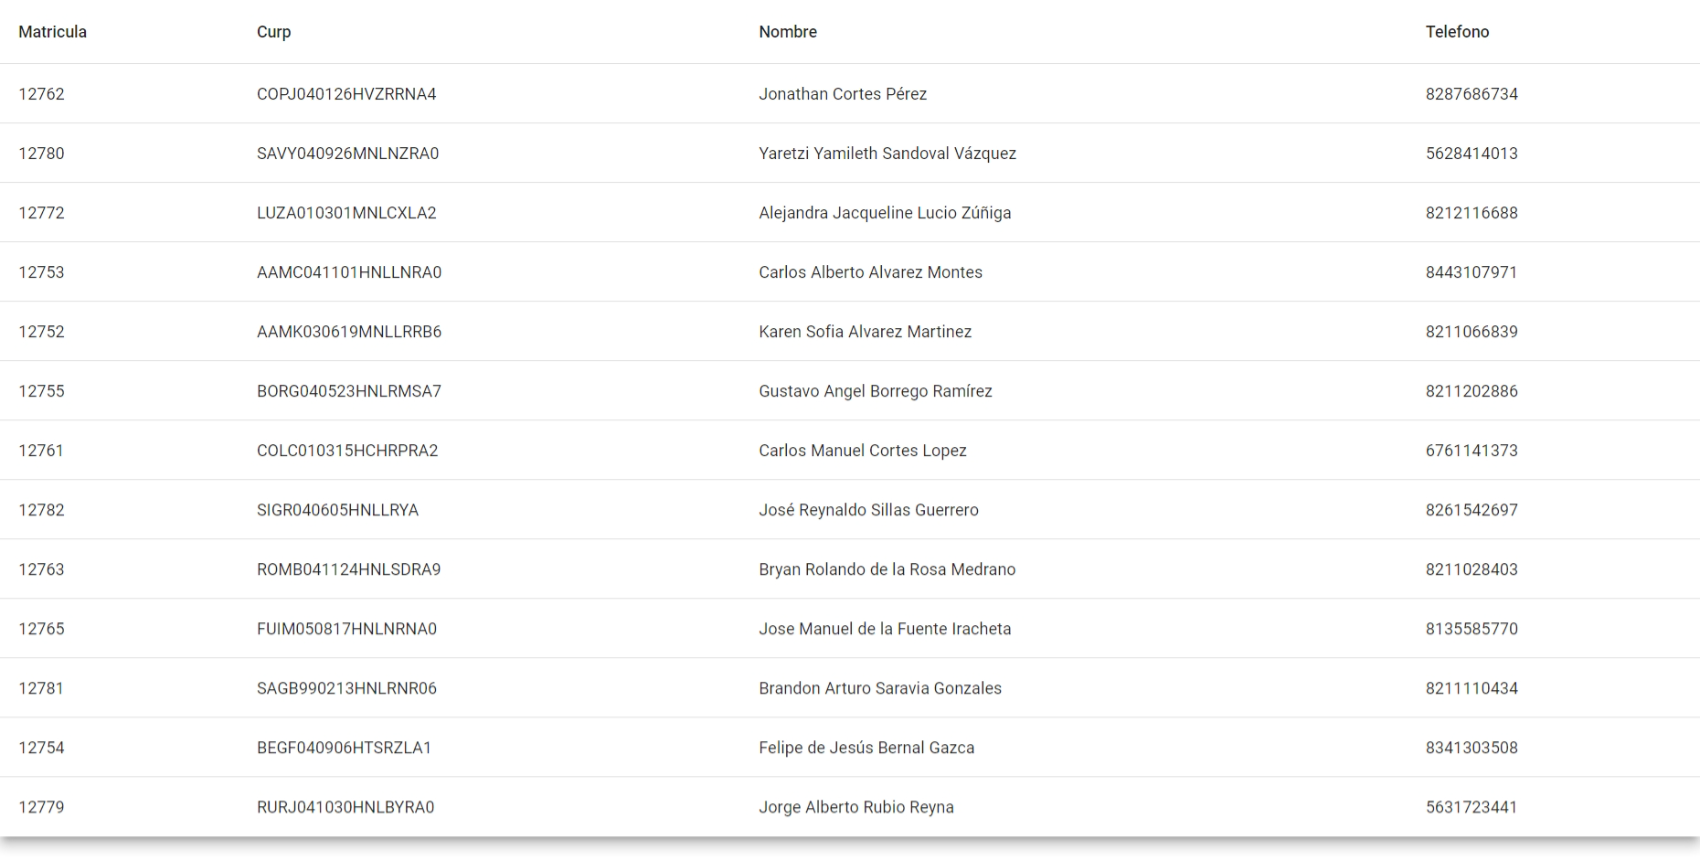 Matricula Curp Nombre Telefono
12762 COPJ040126HVZRRNA4 Jonathan Cortes Pérez 8287686734
12780 SAVY040926MNLNZRA0 Yaretzi Yamileth Sandoval Vázquez 5628414013
12772 LUZA010301MNLCXLA2 Alejandra Jacqueline Lucio Zúñiga 8212116688
12753 AAMC041101HNLLNRA0 Carlos Alberto Alvarez Montes 8443107971
12752 AAMK030619MNLLRRB6 Karen Sofia Alvarez Martinez 8211066839
12755 BORG040523HNLRMSA7 Gustavo Angel Borrego Ramírez 8211202886
12761 COLC010315HCHRPRA2 Carlos Manuel Cortes Lopez 6761141373
12782 SIGR040605HNLLRYA José Reynaldo Sillas Guerrero 8261542697
12763 ROMB041124HNLSDRA9 Bryan Rolando de la Rosa Medrano 8211028403
12765 FUIM050817HNLNRNA0 Jose Manuel de la Fuente Iracheta 8135585770
12781 SAGB990213HNLRNR06 Brandon Arturo Saravia Gonzales 8211110434
12754 BEGF040906HTSRZLA1 Felipe de Jesús Bernal Gazca 8341303508
12779 RURJ041030HNLBYRA0 Jorge Alberto Rubio Reyna 5631723441